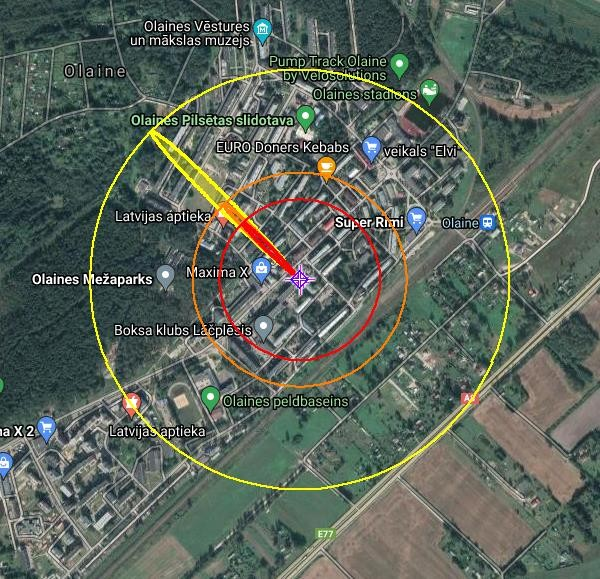 Olaines Vēstures
un mākslas muzejs
Olaine
Pump Track Olaine
by Velosolutions
Olaines stadions
Olaines Pilsētas slidotava
EURO Doners Kebabs
veikals "Elvi"
Latvijas aptieka
Super Rimi
Olaine
Maxima X
Olaines Mežaparks
Boksa klubs Lāčplēsis
Olaines peldbaseins
A8
Latvijas aptieka
a X 2
E77